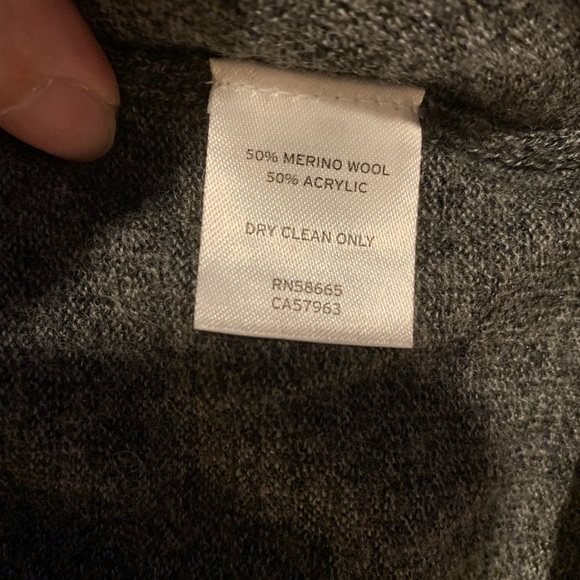 50% MERINO WOOL
50% ACRYLIC
DRY CLEAN ONLY
RN58665
CA57963